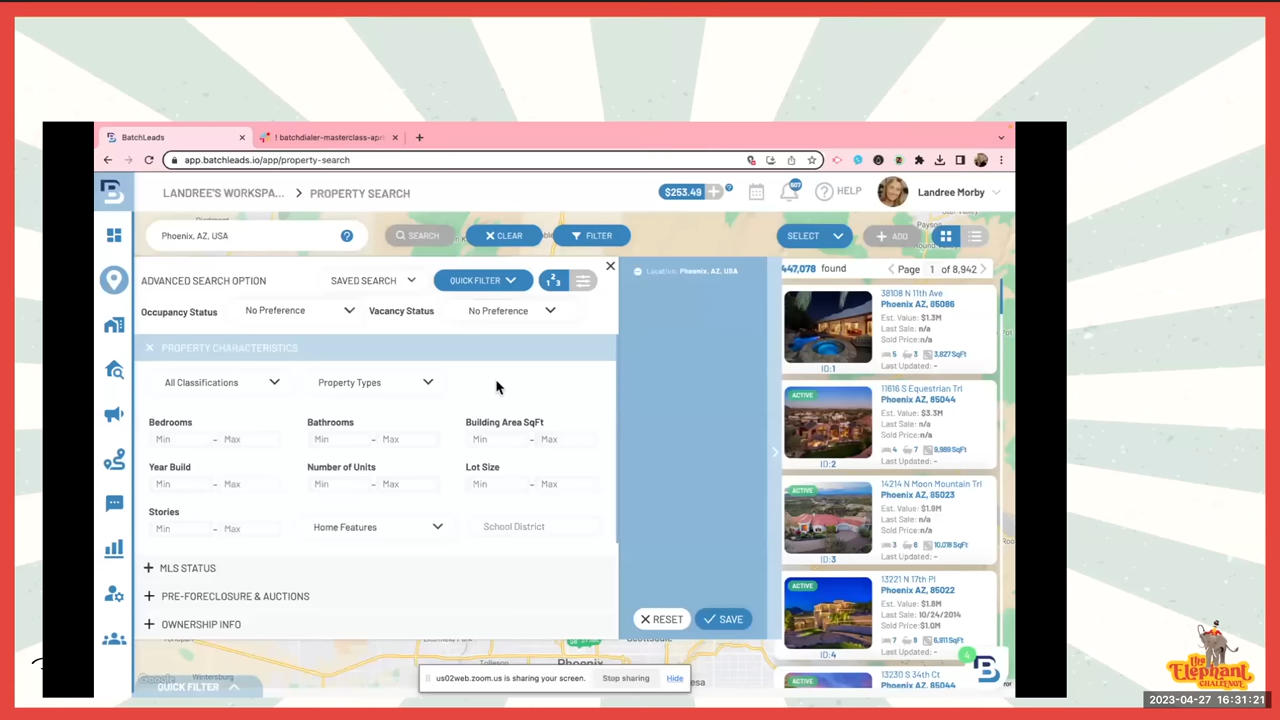 BatchLeads
! batchdialer-masterclass-apri
app.batchleads.io/app/property-search
LANDREE'S WORKSPA... > PROPERTY SEARCH
$253.49
607
HELP
Landree Morby
Phoenix, AZ, USA
SEARCH
CLEAR
FILTER
SELECT
ADD
ADVANCED SEARCH OPTION
SAVED SEARCH
QUICK FILTER
Location: Phoenix, AZ, USA
447,078 found
Page 1 of 8,942
Occupancy Status
No Preference
Vacancy Status
No Preference
PROPERTY CHARACTERISTICS
All Classifications
Property Types
Bedrooms
Bathrooms
Building Area SqFt
Min - Max
Min - Max
Min - Max
Year Build
Number of Units
Lot Size
Min - Max
Min - Max
Min - Max
Stories
Min - Max
Home Features
School District
+ MLS STATUS
+ PRE-FORECLOSURE & AUCTIONS
+ OWNERSHIP INFO
RESET
SAVE
38108 N 11th Ave
Phoenix AZ, 85086
Est. Value: $1.3M
Last Sale: n/a
Sold Price:n/a
5 3 3,827 SqFt
Last Updated: -
ID:1
ACTIVE
11616 S Equestrian Trl
Phoenix AZ, 85044
Est. Value: $3.3M
Last Sale: n/a
Sold Price:n/a
4 7 9,989 SqFt
Last Updated: -
ID:2
ACTIVE
14214 N Moon Mountain Trl
Phoenix AZ, 85023
Est. Value: $1.9M
Last Sale: n/a
Sold Price:n/a
3 6 10,018 SqFt
Last Updated: -
ID:3
ACTIVE
13221 N 17th Pl
Phoenix AZ, 85022
Est. Value: $1.8M
Last Sale: 10/24/2014
Sold Price:$1.0M
7 9 6,911 SqFt
Last Updated: -
ID:4
ACTIVE
13230 S 34th Ct
Phoenix AZ, 85044
Tolleson
Phoenix
Google
Wintersburg
QUICK FILTER
us02web.zoom.us is sharing your screen.
Stop sharing
Hide
4
The Elephant Challenge
2023-04-27 16:31:21